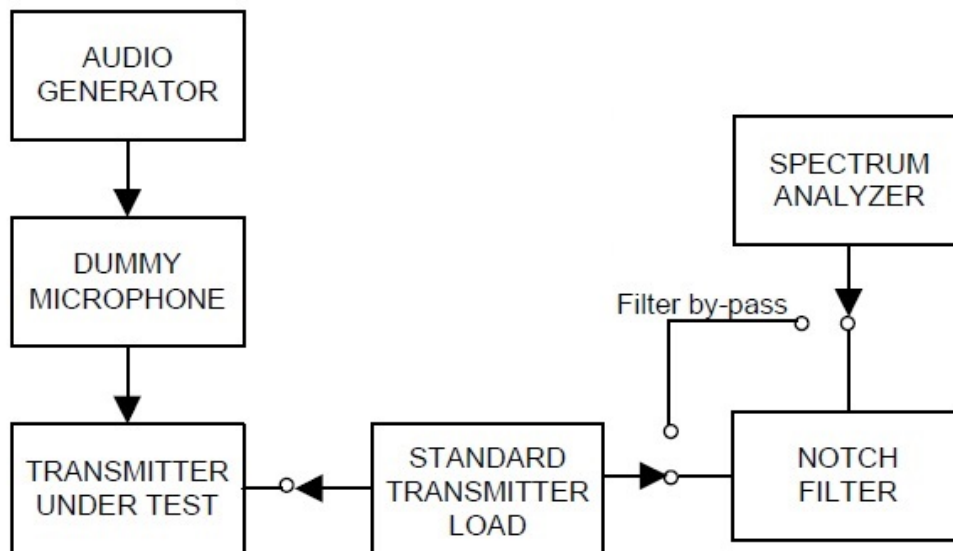 AUDIO
GENERATOR
SPECTRUM
ANALYZER
DUMMY
MICROPHONE
Filter by-pass
TRANSMITTER
UNDER TEST
STANDARD
TRANSMITTER
LOAD
NOTCH
FILTER